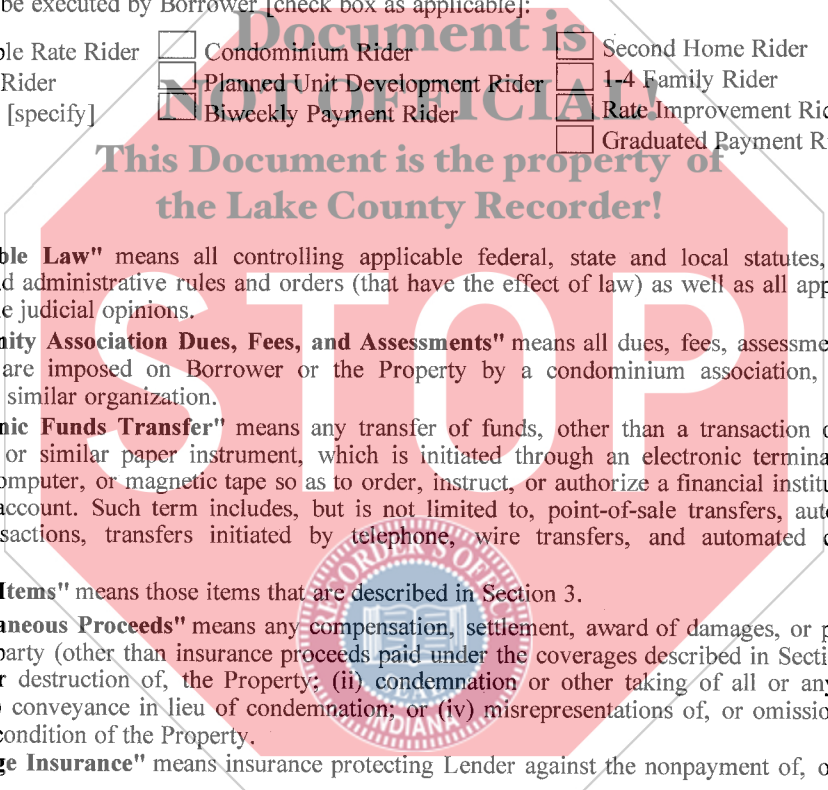 be executed by Borrower [check box as applicable]:
ble Rate Rider Condominium Rider Second Home Rider
Rider Planned Unit Development Rider 1-4 Family Rider
[specify] Biweekly Payment Rider Rate Improvement Ric
Graduated Payment R
Document is
NOT OFFICIAL!
This Document is the property of
the Lake County Recorder!
STOP
ble Law" means all controlling applicable federal, state and local statutes,
d administrative rules and orders (that have the effect of law) as well as all app
e judicial opinions.
nity Association Dues, Fees, and Assessments" means all dues, fees, assessme
are imposed on Borrower or the Property by a condominium association,
similar organization.
nic Funds Transfer" means any transfer of funds, other than a transaction o
or similar paper instrument, which is initiated through an electronic termina
omputer, or magnetic tape so as to order, instruct, or authorize a financial institu
account. Such term includes, but is not limited to, point-of-sale transfers, aut
sactions, transfers initiated by telephone, wire transfers, and automated c
Items" means those items that are described in Section 3.
aneous Proceeds" means any compensation, settlement, award of damages, or p
party (other than insurance proceeds paid under the coverages described in Secti
r destruction of, the Property; (ii) condemnation or other taking of all or any
conveyance in lieu of condemnation; or (iv) misrepresentations of, or omissio
condition of the Property.
ge Insurance" means insurance protecting Lender against the nonpayment of, o
RECORDER'S OFFICE
SEAL
INDIANA